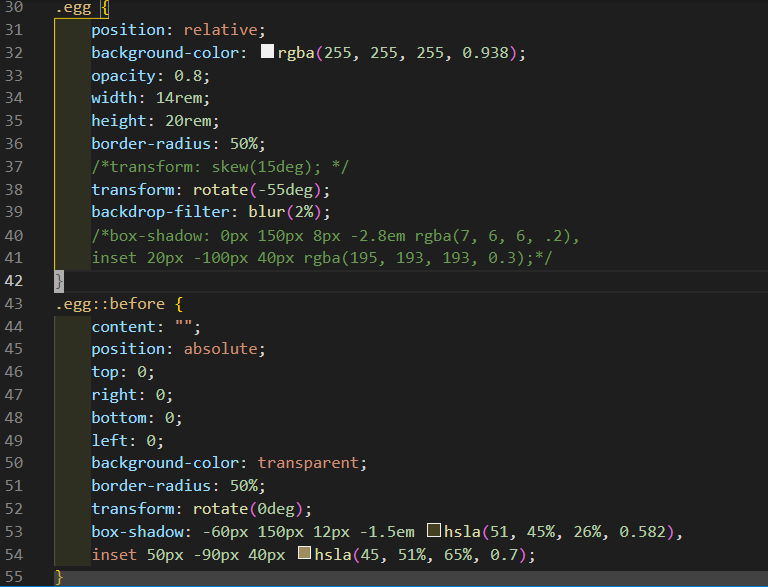 30 .egg {
31 position: relative;
32 background-color: rgba(255, 255, 255, 0.938);
33 opacity: 0.8;
34 width: 14rem;
35 height: 20rem;
36 border-radius: 50%;
37 /*transform: skew(15deg); */
38 transform: rotate(-55deg);
39 backdrop-filter: blur(2%);
40 /*box-shadow: 0px 150px 8px -2.8em rgba(7, 6, 6, .2),
41 inset 20px -100px 40px rgba(195, 193, 193, 0.3);*/
42 }
43 .egg::before {
44 content: "";
45 position: absolute;
46 top: 0;
47 right: 0;
48 bottom: 0;
49 left: 0;
50 background-color: transparent;
51 border-radius: 50%;
52 transform: rotate(0deg);
53 box-shadow: -60px 150px 12px -1.5em hsla(51, 45%, 26%, 0.582),
54 inset 50px -90px 40px hsla(45, 51%, 65%, 0.7);
55 }